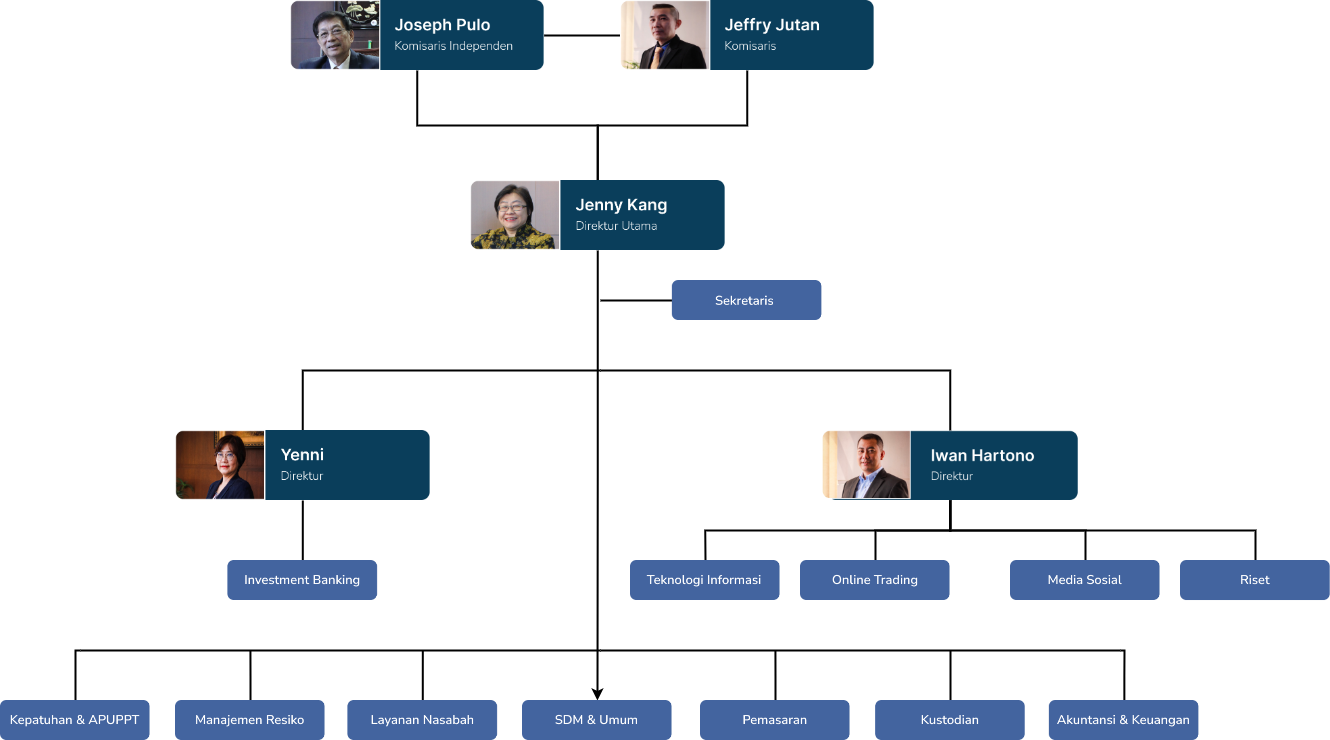 Joseph Pulo
Komisaris Independen
Jeffry Jutan
Komisaris
Jenny Kang
Direktur Utama
Sekretaris
Yenni
Direktur
Iwan Hartono
Direktur
Investment Banking
Teknologi Informasi
Online Trading
Media Sosial
Riset
Kepatuhan & APUPPT
Manajemen Resiko
Layanan Nasabah
SDM & Umum
Pemasaran
Kustodian
Akuntansi & Keuangan